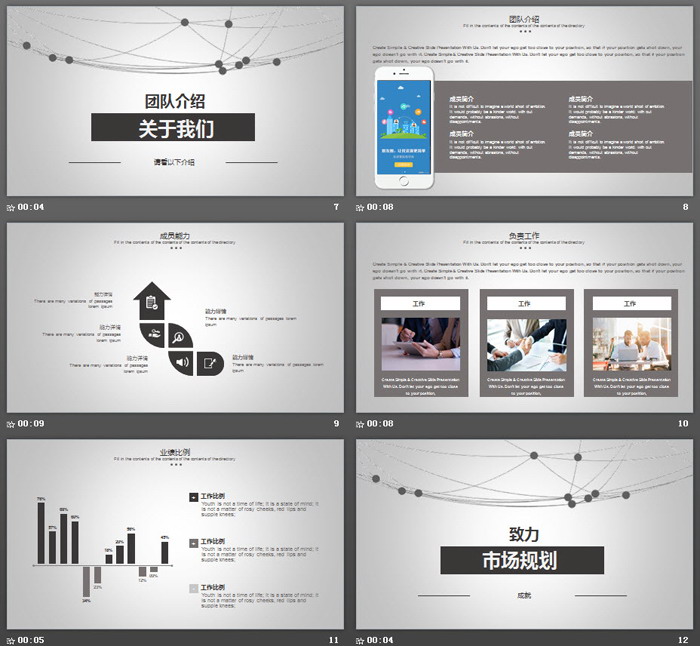 团队介绍
关于我们
请看以下介绍
00:04
7
团队介绍
Fill in the contents of the contents of the directory
Create Simple & Creative Slide Presentation With Us. Don't let your ego get too close to your position, so that if your position gets shot down, your
ego doesn't go with it. Create Simple & Creative Slide Presentation With Us. Don't let your ego get too close to your position, so that if your position
gets shot down, your ego doesn't go with it.
成员简介
It is not difficult to imagine a world short of ambition.
It would probably be a kinder world: with out
demands, without abrasions, without
disappointments.
成员简介
It is not difficult to imagine a world short of ambition.
It would probably be a kinder world: with out
demands, without abrasions, without
disappointments.
成员简介
It is not difficult to imagine a world short of ambition.
It would probably be a kinder world: with out
demands, without abrasions, without
disappointments.
成员简介
It is not difficult to imagine a world short of ambition.
It would probably be a kinder world: with out
demands, without abrasions, without
disappointments.
00:08
8
成员能力
Fill in the contents of the contents of the directory
能力详情
There are many variations of passages
lorem ipsum
能力详情
There are many variations of passages
lorem ipsum
能力详情
There are many variations of passages
lorem ipsum
能力详情
There are many variations of passages lorem
ipsum
能力详情
There are many variations of passages lorem
ipsum
00:09
9
负责工作
Fill in the contents of the contents of the directory
Create Simple & Creative Slide Presentation With Us. Don't let your ego get too close to your position, so that if your position gets shot down, your
ego doesn't go with it. Create Simple & Creative Slide Presentation With Us. Don't let your ego get too close to your position, so that if your position
gets shot down, your ego doesn't go with it.
工作
Create Simple & Creative Slide Presentation
With Us. Don't let your ego get too close
to your position,
工作
Create Simple & Creative Slide Presentation
With Us. Don't let your ego get too close
to your position,
工作
Create Simple & Creative Slide Presentation
With Us. Don't let your ego get too close
to your position,
00:08
10
业绩比例
Fill in the contents of the contents of the directory
工作比例
Youth is not a time of life; it is a state of mind; it
is not a matter of rosy cheeks, red lips and
supple knees;
工作比例
Youth is not a time of life; it is a state of mind; it
is not a matter of rosy cheeks, red lips and
supple knees;
工作比例
Youth is not a time of life; it is a state of mind; it
is not a matter of rosy cheeks, red lips and
supple knees;
00:05
11
致力
市场规划
成就
00:04
12